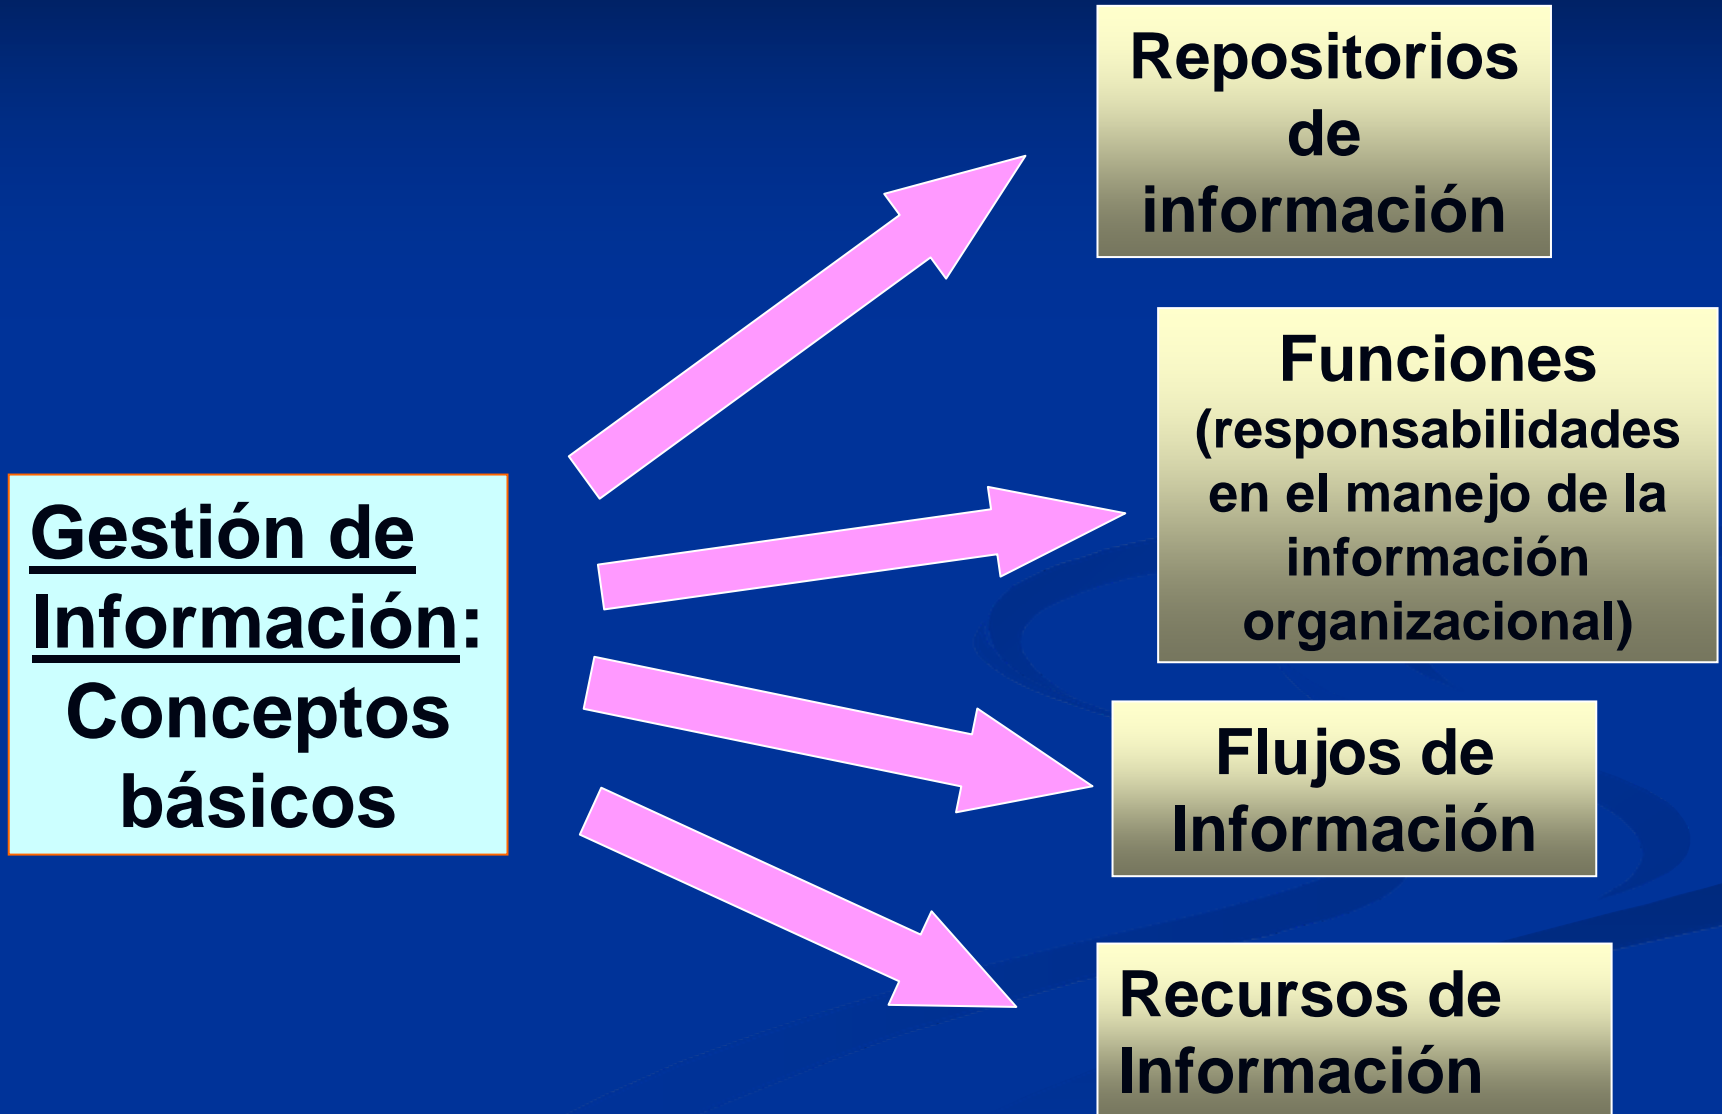 Gestión de
Información:
Conceptos
básicos
Repositorios
de
información
Funciones
(responsabilidades
en el manejo de la
información
organizacional)
Flujos de
Información
Recursos de
Información